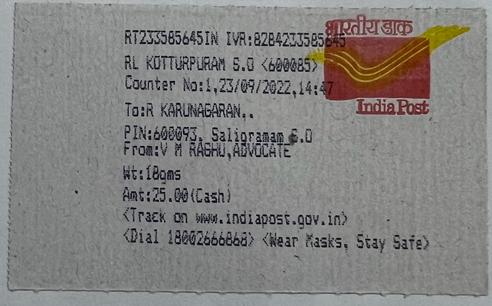 भारतीय डाक
RT233585645IN IVR:8284233585645
RL KOTTURPURAM S.O <600085>
Counter No:1,23/09/2022,14:47
India Post
To:R KARUNAGARAN..
PIN:600093, Saligramam S.O
From:V M RAGHU,ADVOCATE
Wt:18gms
Amt:25.00(Cash)
<Track on www.indiapost.gov.in>
<Dial 18002666868> <Wear Masks, Stay Safe>